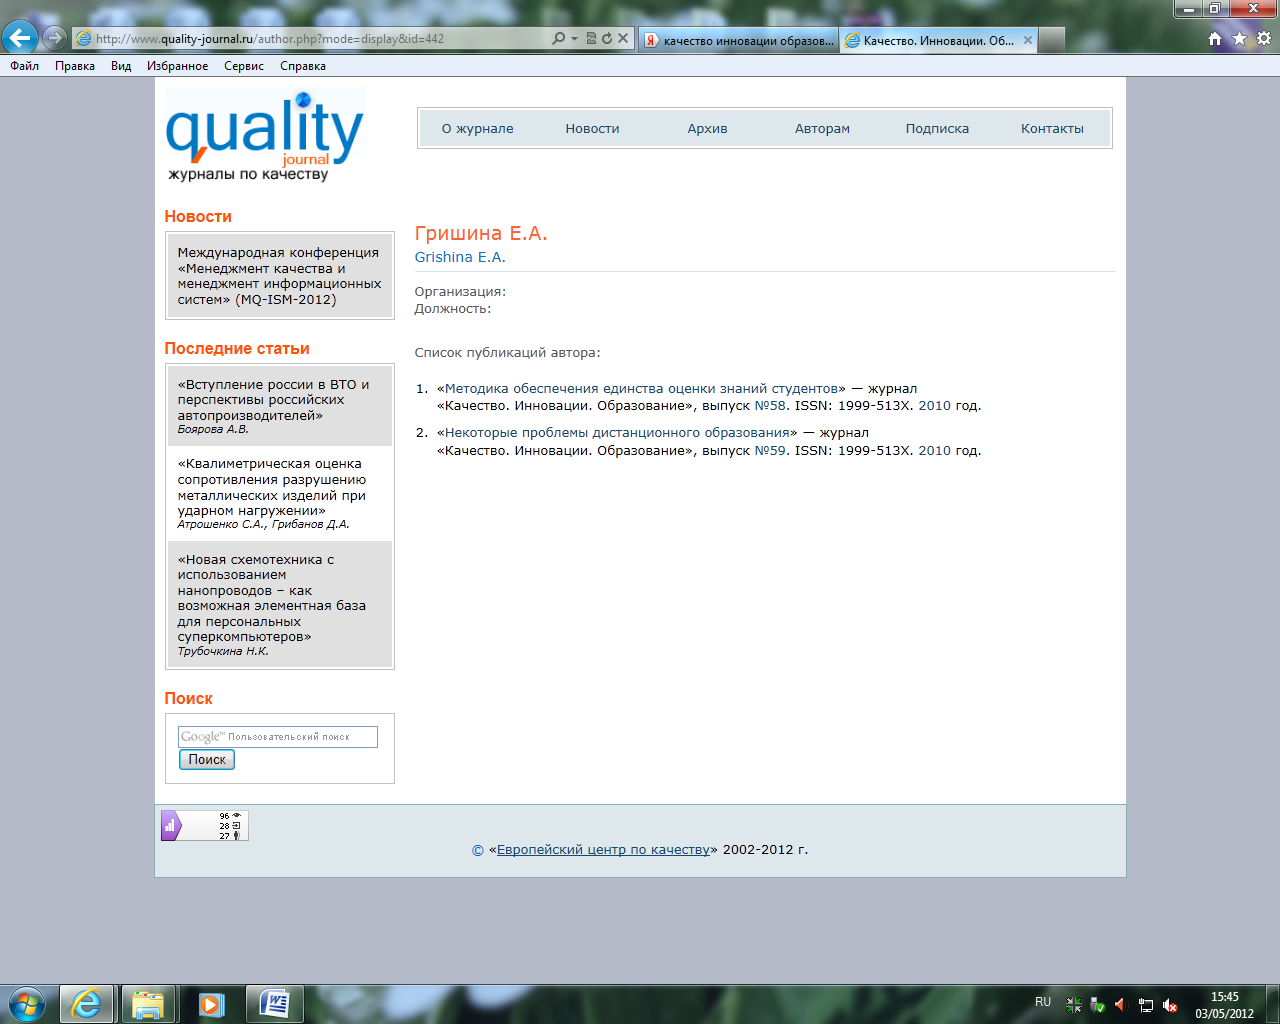 http://www.quality-journal.ru/author.php?mode=display&id=442
качество инновации образов...
Качество. Инновации. Об...
Файл Правка Вид Избранное Сервис Справка
quality
journal
журналы по качеству
О журнале Новости Архив Авторам Подписка Контакты
Новости
Международная конференция
«Менеджмент качества и
менеджмент информационных
систем» (MQ-ISM-2012)
Последние статьи
«Вступление россии в ВТО и
перспективы российских
автопроизводителей»
Боярова А.В.
«Квалиметрическая оценка
сопротивления разрушению
металлических изделий при
ударном нагружении»
Атрошенко С.А., Грибанов Д.А.
«Новая схемотехника с
использованием
нанопроводов – как
возможная элементная база
для персональных
суперкомпьютеров»
Трубочкина Н.К.
Поиск
Google™ Пользовательский поиск
Поиск
Гришина Е.А.
Grishina E.A.
Организация:
Должность:
Список публикаций автора:
1. «Методика обеспечения единства оценки знаний студентов» — журнал
«Качество. Инновации. Образование», выпуск №58. ISSN: 1999-513X. 2010 год.
2. «Некоторые проблемы дистанционного образования» — журнал
«Качество. Инновации. Образование», выпуск №59. ISSN: 1999-513X. 2010 год.
96
28
27
© «Европейский центр по качеству» 2002-2012 г.
RU
15:45
03/05/2012